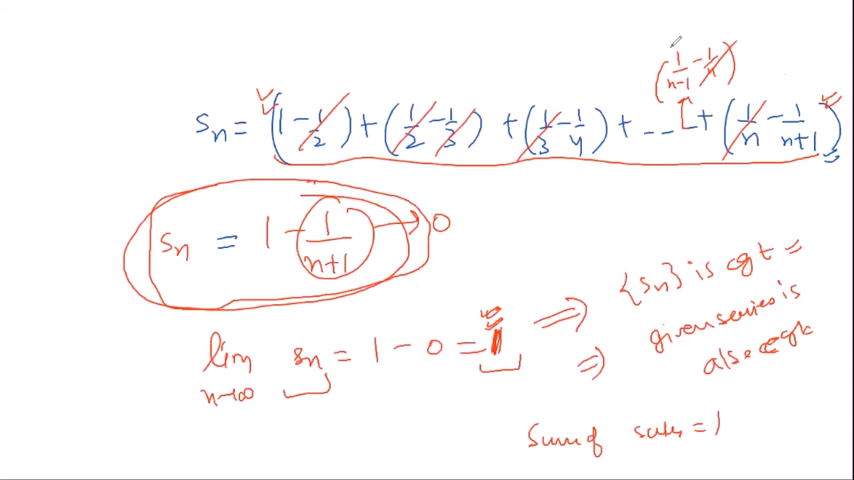 (1/(n-1) - 1/n)
Sn = (1 - 1/2) + (1/2 - 1/3) + (1/3 - 1/4) + -- + (1/n - 1/(n+1))
Sn = 1 - 1/(n+1) → 0
lim n→∞ Sn = 1 - 0 = 1 ⇒ {Sn} is cgt =
⇒ given series is
also cgt
Sum of series = 1